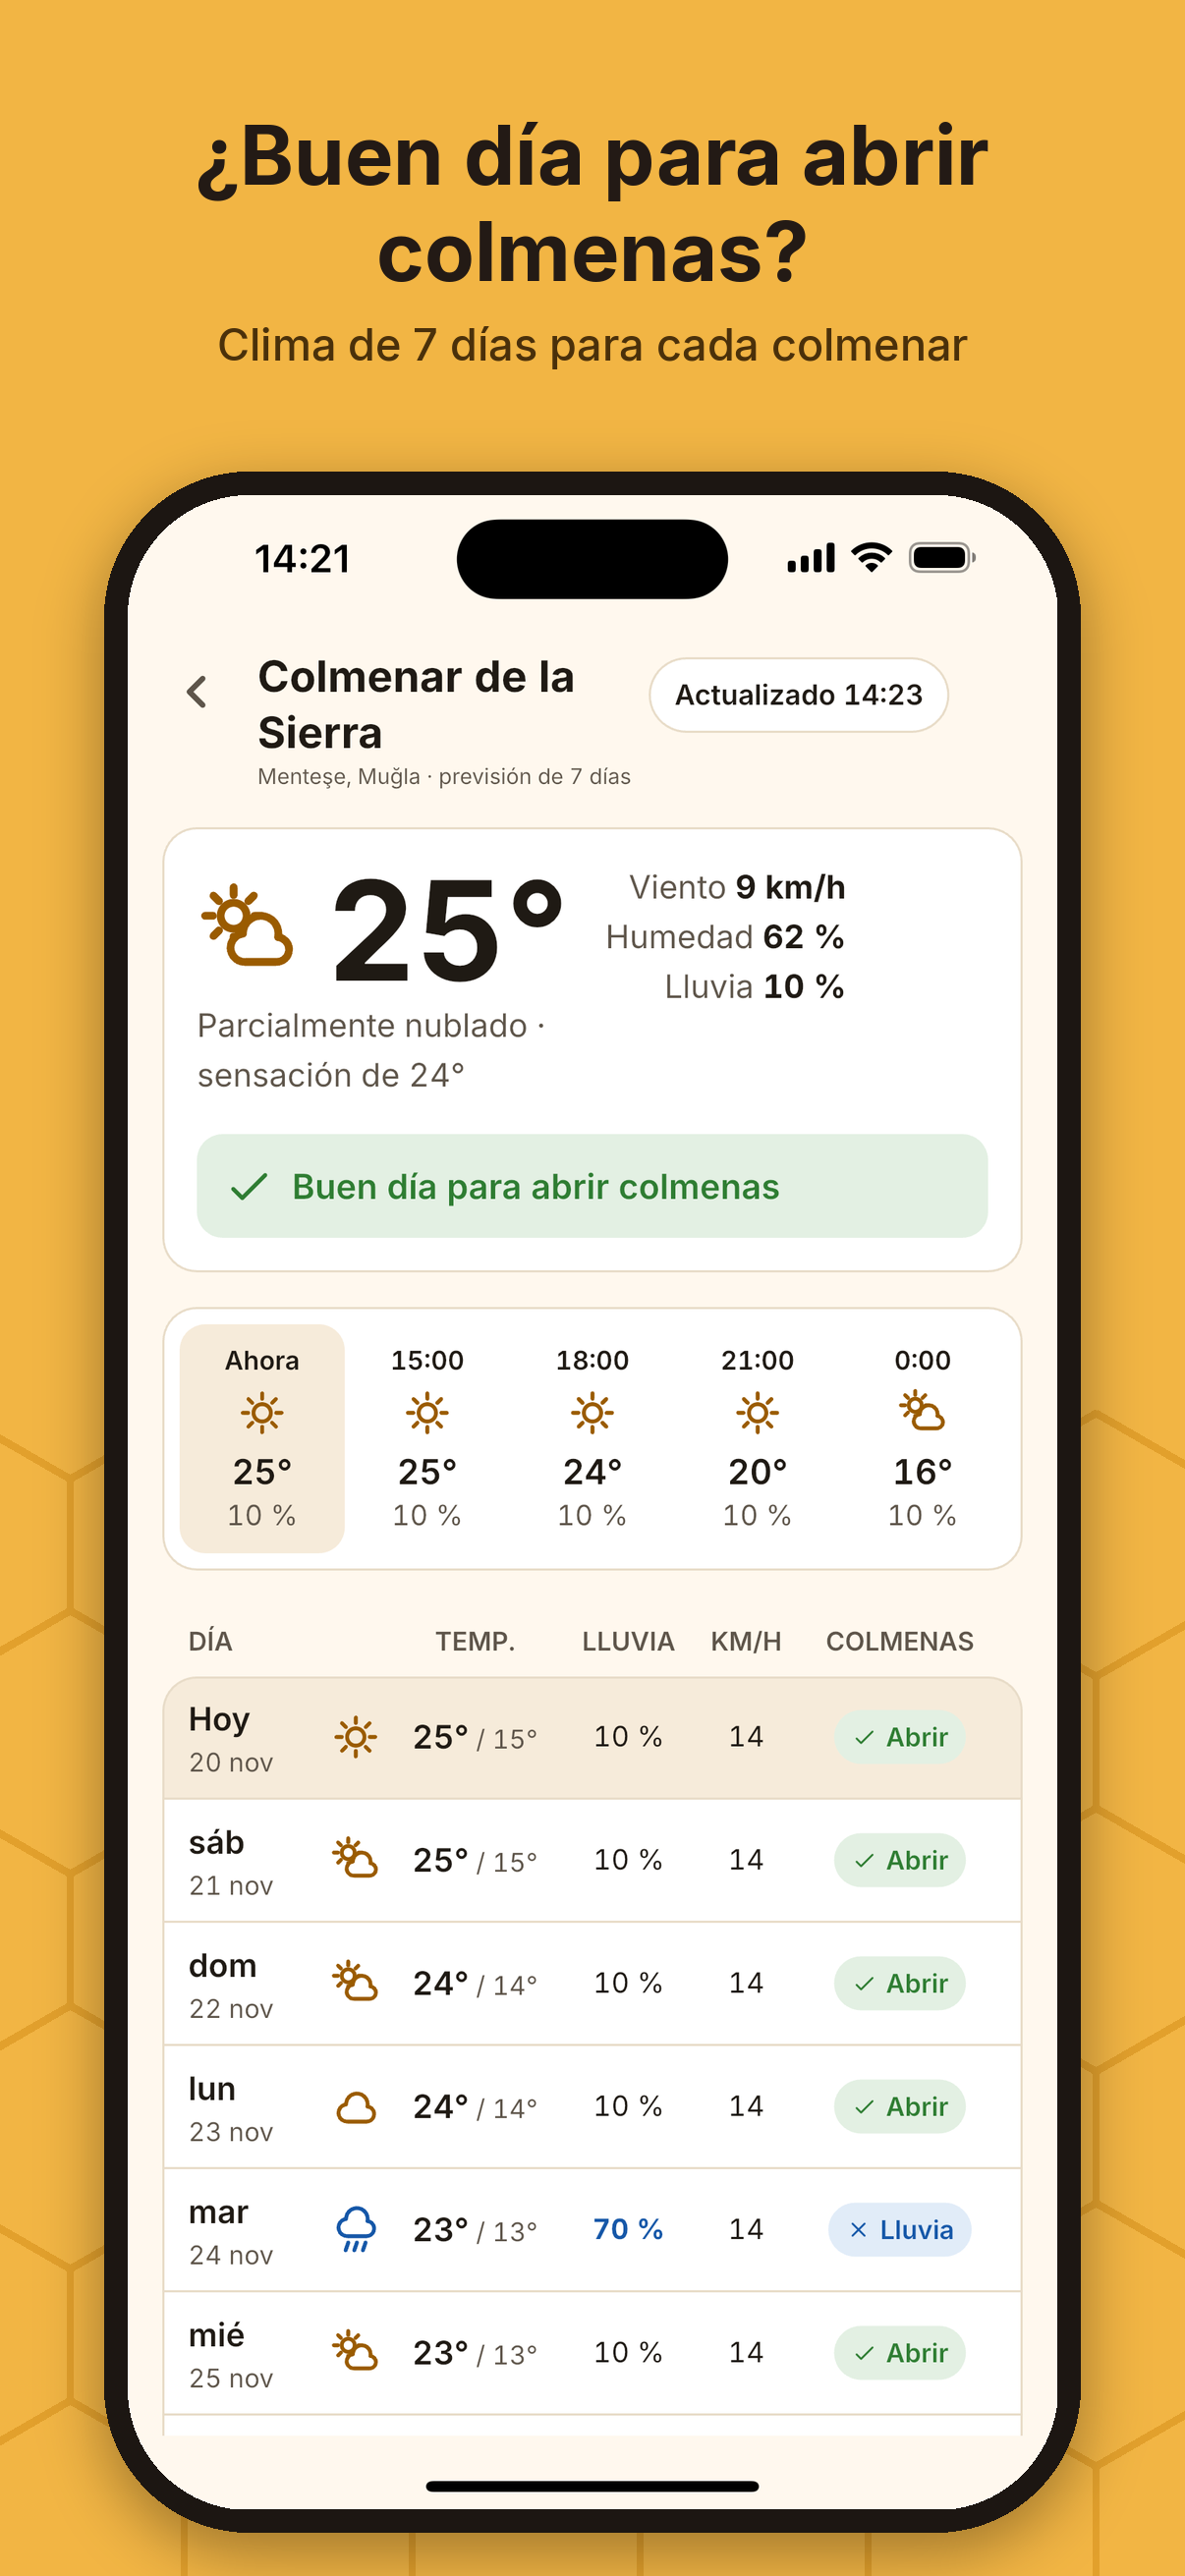 ¿Buen día para abrir
colmenas?
Clima de 7 días para cada colmenar
14:21
Colmenar de la
Sierra
Actualizado 14:23
Menteşe, Muğla · previsión de 7 días
25°
Viento 9 km/h
Humedad 62 %
Lluvia 10 %
Parcialmente nublado ·
sensación de 24°
Buen día para abrir colmenas
Ahora 15:00 18:00 21:00 0:00
25° 25° 24° 20° 16°
10 % 10 % 10 % 10 % 10 %
DÍA TEMP. LLUVIA KM/H COLMENAS
Hoy 25° / 15° 10 % 14 Abrir
20 nov
sáb 25° / 15° 10 % 14 Abrir
21 nov
dom 24° / 14° 10 % 14 Abrir
22 nov
lun 24° / 14° 10 % 14 Abrir
23 nov
mar 23° / 13° 70 % 14 Lluvia
24 nov
mié 23° / 13° 10 % 14 Abrir
25 nov